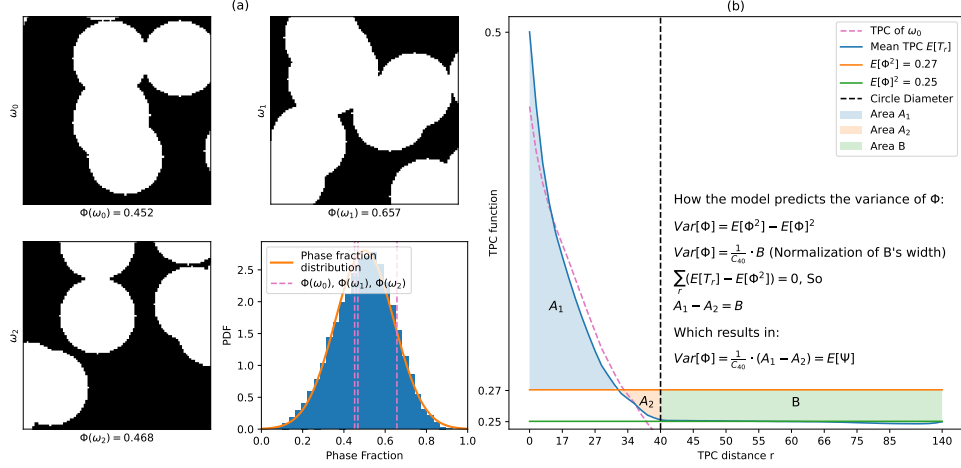 (a)
ω₀
Φ(ω₀) = 0.452
ω₁
Φ(ω₁) = 0.657
ω₂
Φ(ω₂) = 0.468
PDF
2.5
2.0
1.5
1.0
0.5
0.0
0.0 0.2 0.4 0.6 0.8 1.0
Phase Fraction
Phase fraction
distribution
Φ(ω₀), Φ(ω₁), Φ(ω₂)
(b)
TPC function
0.5
0.27
0.25
TPC of ω₀
Mean TPC E[Tᵣ]
E[Φ²] = 0.27
E[Φ]² = 0.25
Circle Diameter
Area A₁
Area A₂
Area B
How the model predicts the variance of Φ:
Var[Φ] = E[Φ²] − E[Φ]²
Var[Φ] = 1/C₄₀ · B (Normalization of B's width)
∑ᵣ(E[Tᵣ] − E[Φ²]) = 0, So
A₁ − A₂ = B
Which results in:
Var[Φ] = 1/C₄₀ · (A₁ − A₂) = E[Ψ]
A₁
A₂
B
0 17 27 34 40 45 50 55 60 66 75 85 140
TPC distance r